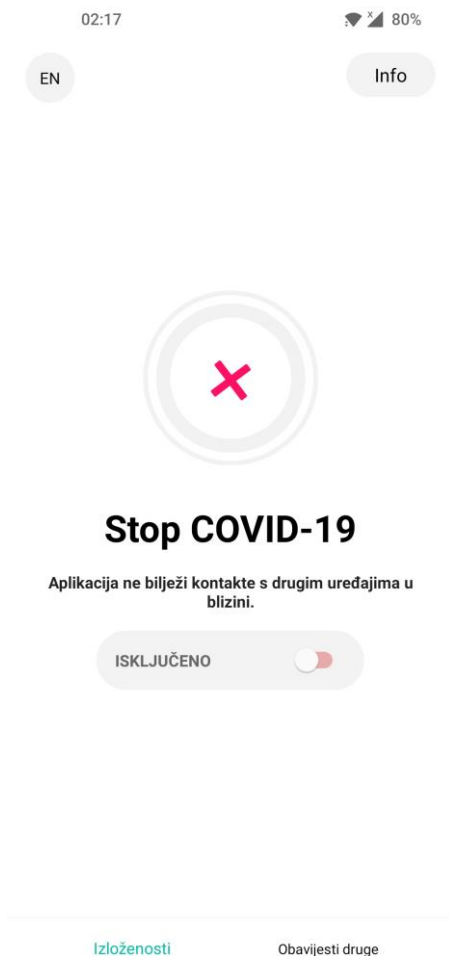 02:17
80%
EN
Info
Stop COVID-19
Aplikacija ne bilježi kontakte s drugim uređajima u
blizini.
ISKLJUČENO
Izloženosti
Obavijesti druge